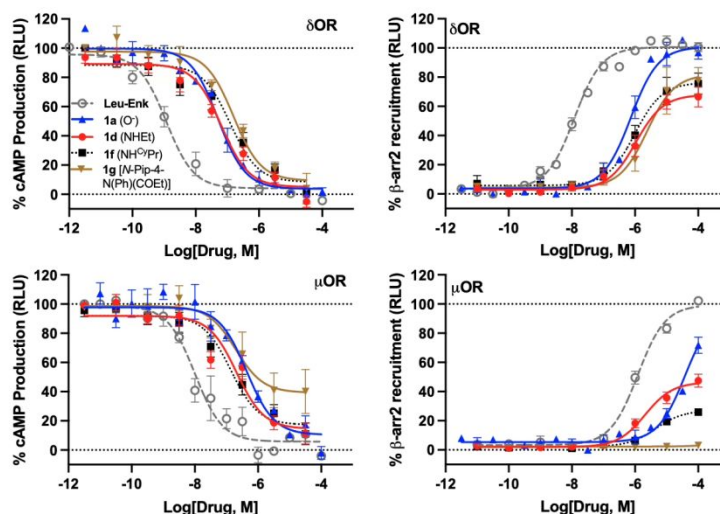 δOR
% cAMP Production (RLU)
120
100
80
60
40
20
0
Leu-Enk
1a (O⁻)
1d (NHEt)
1f (NHᶜʸPr)
1g [N-Pip-4-
N(Ph)(COEt)]
-12 -10 -8 -6 -4 -2
Log[Drug, M]
δOR
% β-arr2 recruitment (RLU)
120
100
80
60
40
20
0
-12 -10 -8 -6 -4
Log[Drug, M]
μOR
% cAMP Production (RLU)
120
100
80
60
40
20
0
-12 -10 -8 -6 -4 -2
Log[Drug, M]
μOR
% β-arr2 recruitment (RLU)
120
100
80
60
40
20
0
-12 -10 -8 -6 -4
Log[Drug, M]